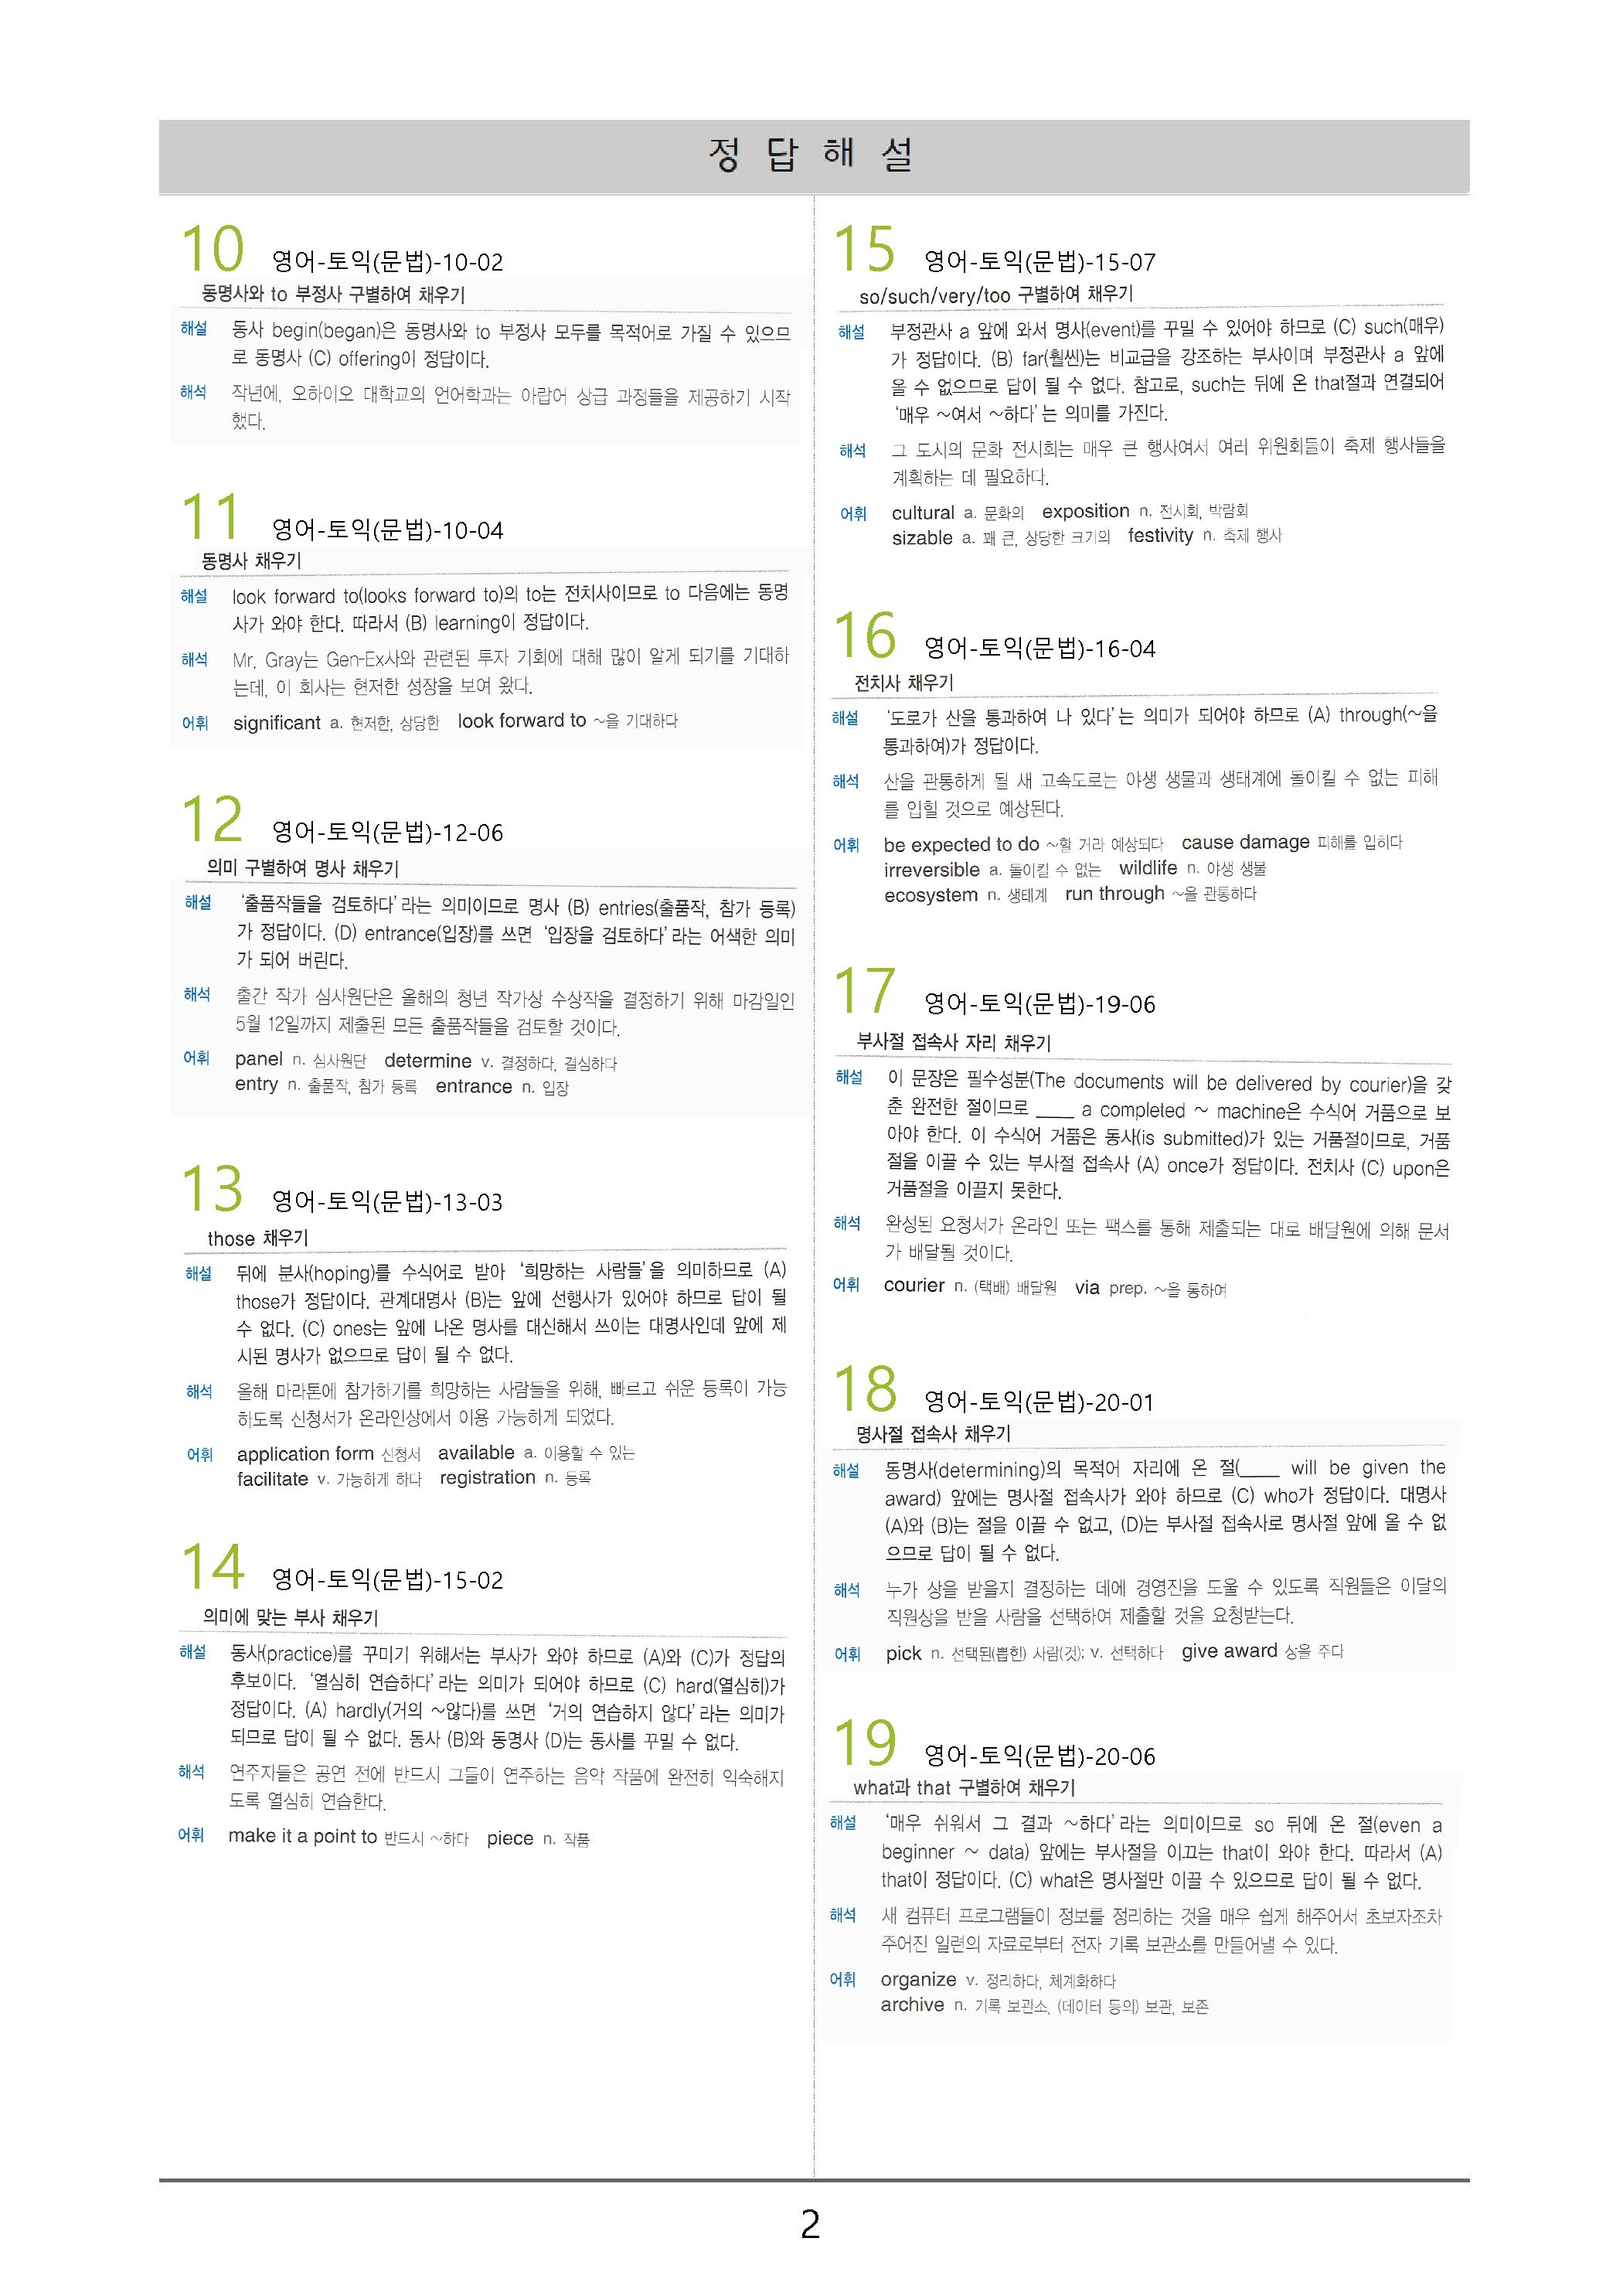 정 답 해 설
10 영어-토익(문법)-10-02
동명사와 to 부정사 구별하여 채우기
해설 동사 begin(began)은 동명사와 to 부정사 모두를 목적어로 가질 수 있으므
로 동명사 (C) offering이 정답이다.
해석 작년에, 오하이오 대학교의 언어학과는 아랍어 상급 과정들을 제공하기 시작
했다.
11 영어-토익(문법)-10-04
동명사 채우기
해설 look forward to(looks forward to)의 to는 전치사이므로 to 다음에는 동명
사가 와야 한다. 따라서 (B) learning이 정답이다.
해석 Mr. Gray는 Gen-Ex사와 관련된 투자 기회에 대해 많이 알게 되기를 기대하
는데, 이 회사는 현저한 성장을 보여 왔다.
어휘 significant a. 현저한, 상당한 look forward to ~을 기대하다
12 영어-토익(문법)-12-06
의미 구별하여 명사 채우기
해설 '출품작들을 검토하다'라는 의미이므로 명사 (B) entries(출품작, 참가 등록)
가 정답이다. (D) entrance(입장)를 쓰면 '입장을 검토하다'라는 어색한 의미
가 되어 버린다.
해석 출간 작가 심사원단은 올해의 청년 작가상 수상작을 결정하기 위해 마감일인
5월 12일까지 제출된 모든 출품작들을 검토할 것이다.
어휘 panel n. 심사원단 determine v. 결정하다, 결심하다
entry n. 출품작, 참가 등록 entrance n. 입장
13 영어-토익(문법)-13-03
those 채우기
해설 뒤에 분사(hoping)를 수식어로 받아 '희망하는 사람들'을 의미하므로 (A)
those가 정답이다. 관계대명사 (B)는 앞에 선행사가 있어야 하므로 답이 될
수 없다. (C) ones는 앞에 나온 명사를 대신해서 쓰이는 대명사인데 앞에 제
시된 명사가 없으므로 답이 될 수 없다.
해석 올해 마라톤에 참가하기를 희망하는 사람들을 위해, 빠르고 쉬운 등록이 가능
하도록 신청서가 온라인상에서 이용 가능하게 되었다.
어휘 application form 신청서 available a. 이용할 수 있는
facilitate v. 가능하게 하다 registration n. 등록
14 영어-토익(문법)-15-02
의미에 맞는 부사 채우기
해설 동사(practice)를 꾸미기 위해서는 부사가 와야 하므로 (A)와 (C)가 정답의
후보이다. '열심히 연습하다'라는 의미가 되어야 하므로 (C) hard(열심히)가
정답이다. (A) hardly(거의 ~않다)를 쓰면 '거의 연습하지 않다'라는 의미가
되므로 답이 될 수 없다. 동사 (B)와 동명사 (D)는 동사를 꾸밀 수 없다.
해석 연주자들은 공연 전에 반드시 그들이 연주하는 음악 작품에 완전히 익숙해지
도록 열심히 연습한다.
어휘 make it a point to 반드시 ~하다 piece n. 작품
15 영어-토익(문법)-15-07
so/such/very/too 구별하여 채우기
해설 부정관사 a 앞에 와서 명사(event)를 꾸밀 수 있어야 하므로 (C) such(매우)
가 정답이다. (B) far(훨씬)는 비교급을 강조하는 부사이며 부정관사 a 앞에
올 수 없으므로 답이 될 수 없다. 참고로, such는 뒤에 온 that절과 연결되어
'매우 ~여서 ~하다'는 의미를 가진다.
해석 그 도시의 문화 전시회는 매우 큰 행사여서 여러 위원회들이 축제 행사들을
계획하는 데 필요하다.
어휘 cultural a. 문화의 exposition n. 전시회, 박람회
sizable a. 꽤 큰, 상당한 크기의 festivity n. 축제 행사
16 영어-토익(문법)-16-04
전치사 채우기
해설 '도로가 산을 통과하여 나 있다'는 의미가 되어야 하므로 (A) through(~을
통과하여)가 정답이다.
해석 산을 관통하게 될 새 고속도로는 야생 생물과 생태계에 돌이킬 수 없는 피해
를 입힐 것으로 예상된다.
어휘 be expected to do ~할 거라 예상되다 cause damage 피해를 입히다
irreversible a. 돌이킬 수 없는 wildlife n. 야생 생물
ecosystem n. 생태계 run through ~을 관통하다
17 영어-토익(문법)-19-06
부사절 접속사 자리 채우기
해설 이 문장은 필수성분(The documents will be delivered by courier)을 갖
춘 완전한 절이므로 ____ a completed ~ machine은 수식어 거품으로 보
아야 한다. 이 수식어 거품은 동사(is submitted)가 있는 거품절이므로, 거품
절을 이끌 수 있는 부사절 접속사 (A) once가 정답이다. 전치사 (C) upon은
거품절을 이끌지 못한다.
해석 완성된 요청서가 온라인 또는 팩스를 통해 제출되는 대로 배달원에 의해 문서
가 배달될 것이다.
어휘 courier n. (택배) 배달원 via prep. ~을 통하여
18 영어-토익(문법)-20-01
명사절 접속사 채우기
해설 동명사(determining)의 목적어 자리에 온 절(____ will be given the
award) 앞에는 명사절 접속사가 와야 하므로 (C) who가 정답이다. 대명사
(A)와 (B)는 절을 이끌 수 없고, (D)는 부사절 접속사로 명사절 앞에 올 수 없
으므로 답이 될 수 없다.
해석 누가 상을 받을지 결정하는 데에 경영진을 도울 수 있도록 직원들은 이달의
직원상을 받을 사람을 선택하여 제출할 것을 요청받는다.
어휘 pick n. 선택된(뽑힌) 사람(것); v. 선택하다 give award 상을 주다
19 영어-토익(문법)-20-06
what과 that 구별하여 채우기
해설 '매우 쉬워서 그 결과 ~하다'라는 의미이므로 so 뒤에 온 절(even a
beginner ~ data) 앞에는 부사절을 이끄는 that이 와야 한다. 따라서 (A)
that이 정답이다. (C) what은 명사절만 이끌 수 있으므로 답이 될 수 없다.
해석 새 컴퓨터 프로그램들이 정보를 정리하는 것을 매우 쉽게 해주어서 초보자조차
주어진 일련의 자료로부터 전자 기록 보관소를 만들어낼 수 있다.
어휘 organize v. 정리하다, 체계화하다
archive n. 기록 보관소, (데이터 등의) 보관, 보존
2